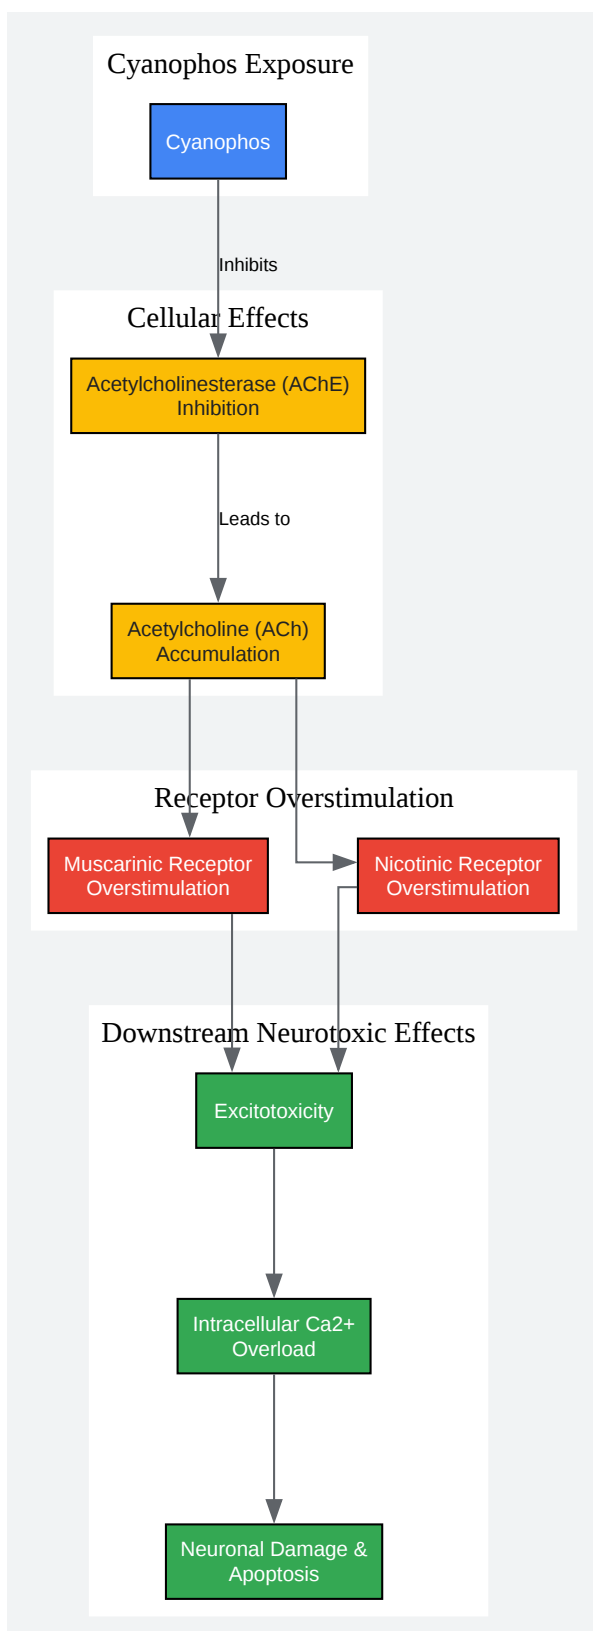 Cyanophos Exposure
Cyanophos
Inhibits
Cellular Effects
Acetylcholinesterase (AChE)
Inhibition
Leads to
Acetylcholine (ACh)
Accumulation
Receptor Overstimulation
Muscarinic Receptor
Overstimulation
Nicotinic Receptor
Overstimulation
Downstream Neurotoxic Effects
Excitotoxicity
Intracellular Ca2+
Overload
Neuronal Damage &
Apoptosis